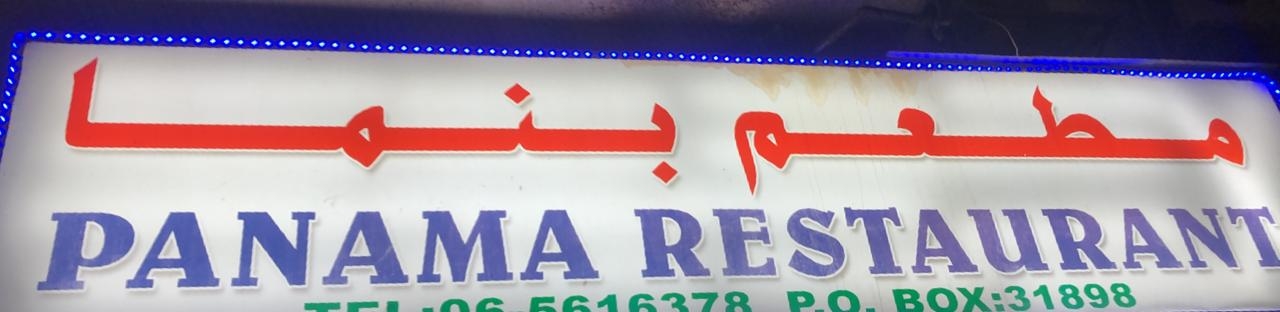 مطعم بنما
PANAMA RESTAURANT
TEL:06-5616378 P.O. BOX:31898